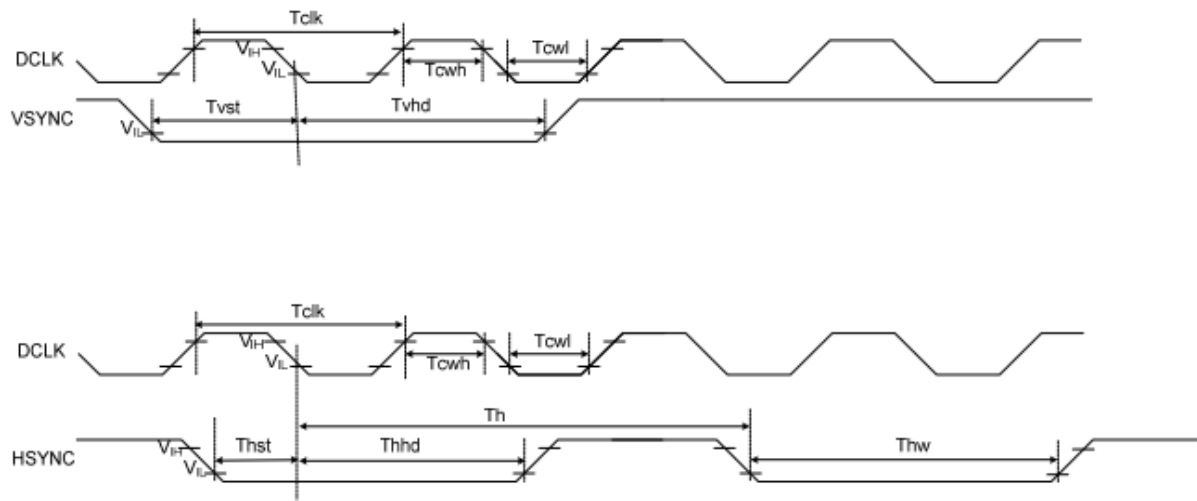 Tclk
DCLK
VIH
VIL
Tcwh
Tcwl
VSYNC
VIL
Tvst
Tvhd
Tclk
DCLK
VIH
VIL
Tcwh
Tcwl
Th
HSYNC
VIH
VIL
Thst
Thhd
Thw